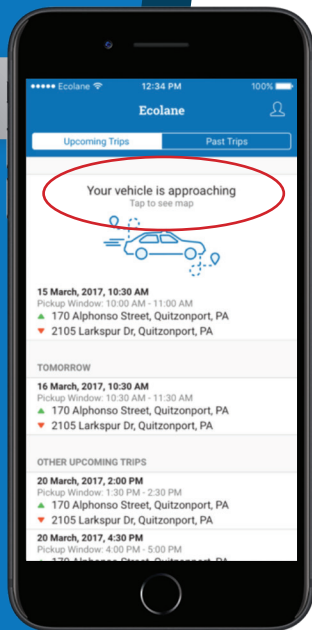 Ecolane 12:34 PM 100%
Ecolane
Upcoming Trips Past Trips
Your vehicle is approaching
Tap to see map
15 March, 2017, 10:30 AM
Pickup Window: 10:00 AM - 11:00 AM
170 Alphonso Street, Quitzonport, PA
2105 Larkspur Dr, Quitzonport, PA
TOMORROW
16 March, 2017, 10:30 AM
Pickup Window: 10:30 AM - 11:30 AM
170 Alphonso Street, Quitzonport, PA
2105 Larkspur Dr, Quitzonport, PA
OTHER UPCOMING TRIPS
20 March, 2017, 2:00 PM
Pickup Window: 1:30 PM - 2:30 PM
170 Alphonso Street, Quitzonport, PA
2105 Larkspur Dr, Quitzonport, PA
20 March, 2017, 4:30 PM
Pickup Window: 4:00 PM - 5:00 PM